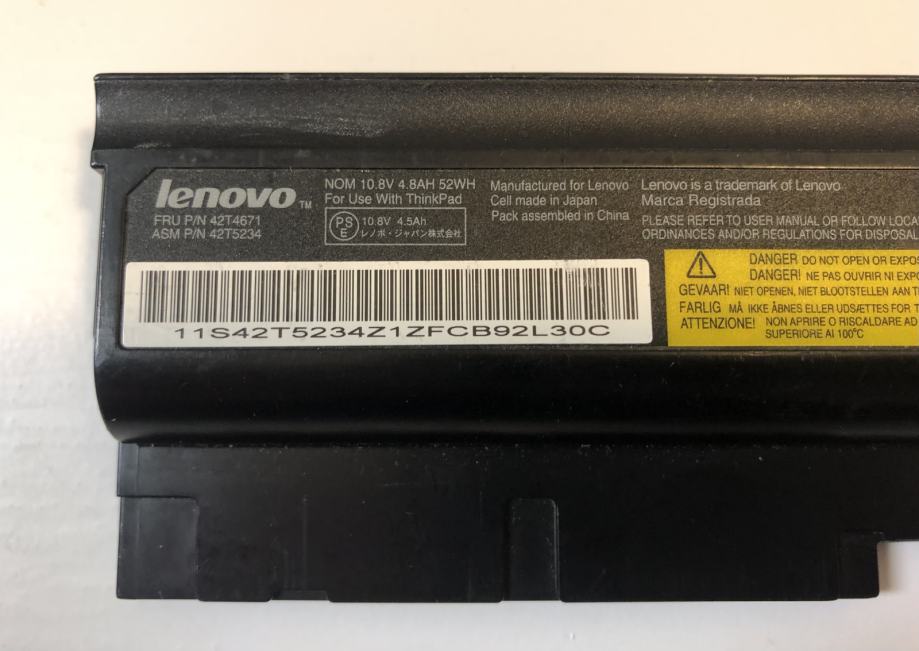 lenovo™
FRU P/N 42T4671
ASM P/N 42T5234
NOM 10.8V 4.8AH 52WH
For Use With ThinkPad
PS
E
10.8V 4.5Ah
レノボ・ジャパン株式会社
Manufactured for Lenovo
Cell made in Japan
Pack assembled in China
Lenovo is a trademark of Lenovo
Marca Registrada
PLEASE REFER TO USER MANUAL OR FOLLOW LOCA
ORDINANCES AND/OR REGULATIONS FOR DISPOSAL
11S42T5234Z1ZFCB92L30C
DANGER DO NOT OPEN OR EXPOS
DANGER! NE PAS OUVRIR NI EXPO
GEVAAR! NIET OPENEN, NIET BLOOTSTELLEN AAN TE
FARLIG MÅ IKKE ÅBNES ELLER UDSÆTTES FOR T
ATTENZIONE! NON APRIRE O RISCALDARE AD
SUPERIORE AI 100°C